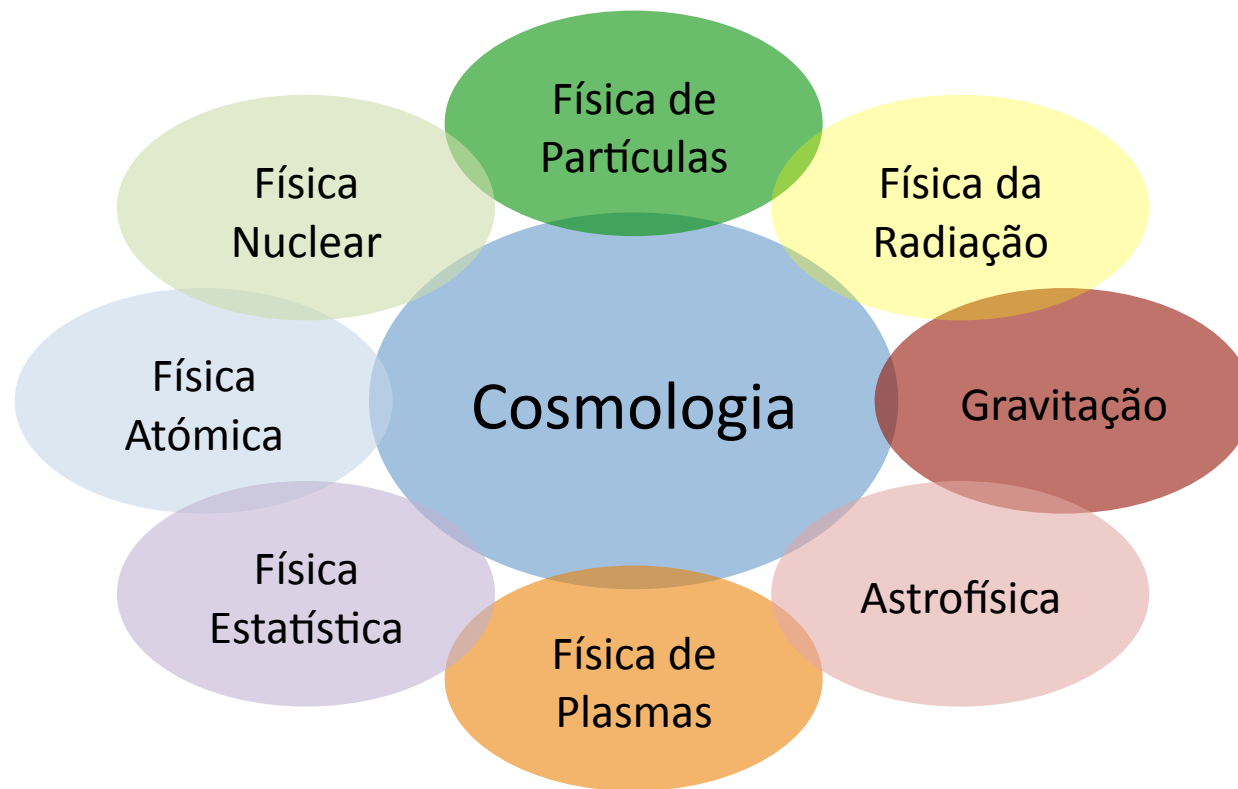 Física de
Partículas
Física
Nuclear
Física da
Radiação
Física
Atómica
Cosmologia
Gravitação
Física
Estatística
Astrofísica
Física de
Plasmas